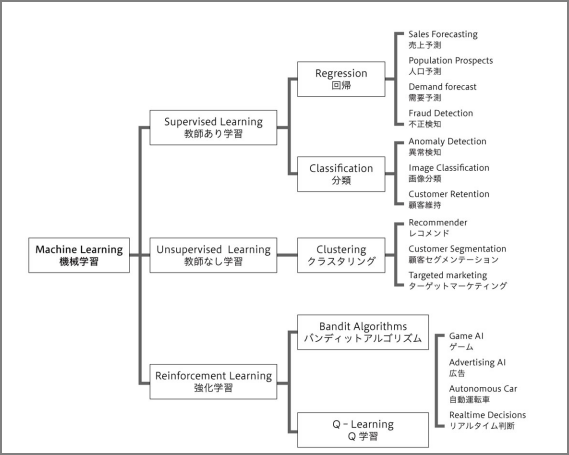 Machine Learning
機械学習
Supervised Learning
教師あり学習
Regression
回帰
Sales Forecasting
売上予測
Population Prospects
人口予測
Demand forecast
需要予測
Fraud Detection
不正検知
Classification
分類
Anomaly Detection
異常検知
Image Classification
画像分類
Customer Retention
顧客維持
Unsupervised Learning
教師なし学習
Clustering
クラスタリング
Recommender
レコメンド
Customer Segmentation
顧客セグメンテーション
Targeted marketing
ターゲットマーケティング
Reinforcement Learning
強化学習
Bandit Algorithms
バンディットアルゴリズム
Q – Learning
Q 学習
Game AI
ゲーム
Advertising AI
広告
Autonomous Car
自動運転車
Realtime Decisions
リアルタイム判断